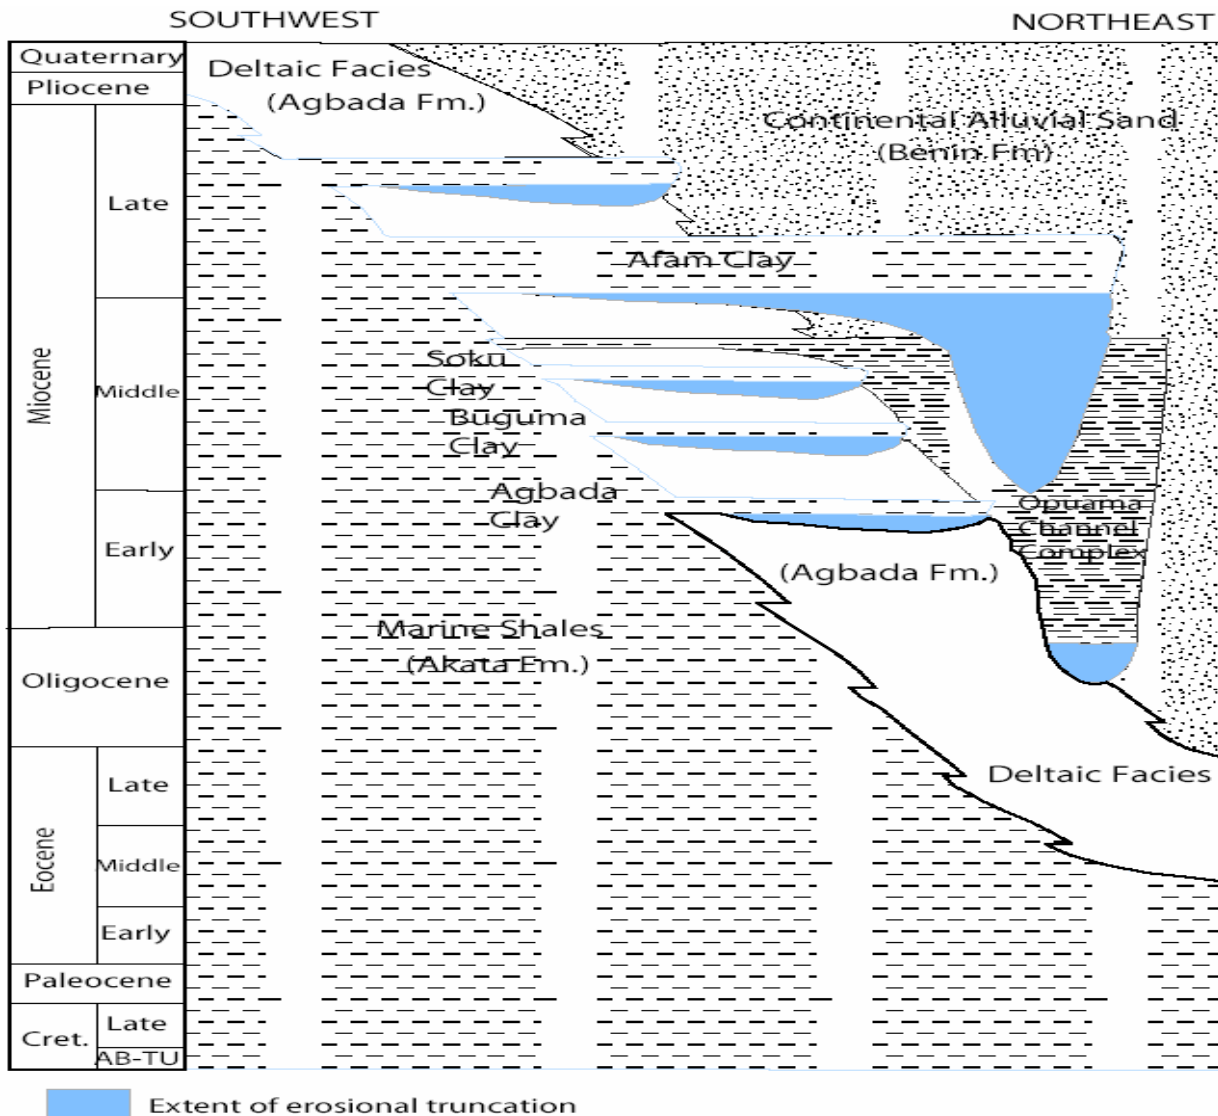 SOUTHWEST
NORTHEAST
Quaternary
Pliocene
Deltaic Facies
(Agbada Fm.)
Continental Alluvial Sand
(Benin Fm)
Late
Afam Clay
Miocene
Middle
Soku
Clay
Buguma
Clay
Agbada
Clay
Opuama
Channel
Complex
Early
(Agbada Fm.)
Marine Shales
(Akata Fm.)
Oligocene
Deltaic Facies
Eocene
Late
Middle
Early
Paleocene
Cret.
Late
AB-TU
Extent of erosional truncation